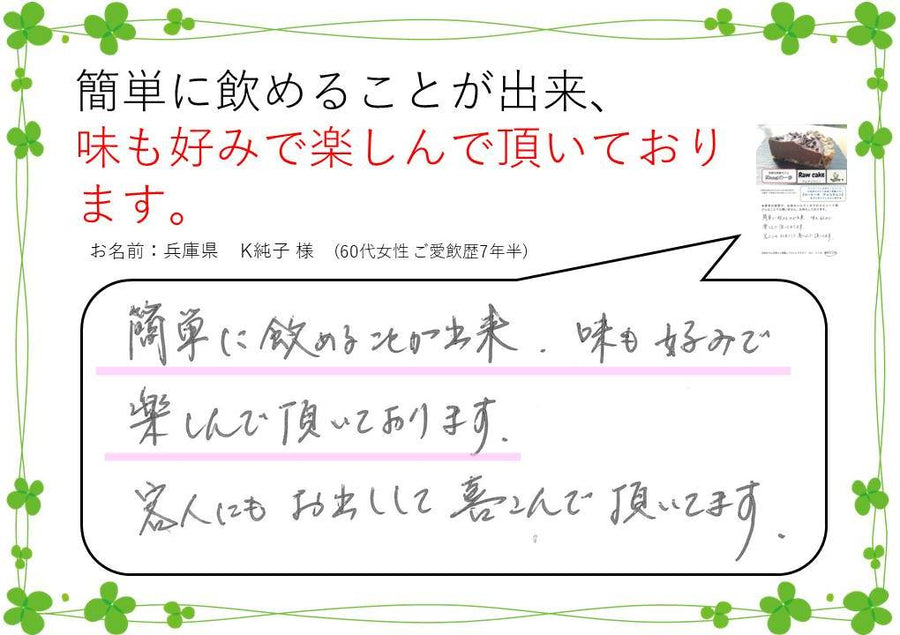 簡単に飲めることが出来、
味も好みで楽しんで頂いており
ます。
お名前：兵庫県　K純子 様　（60代女性 ご愛飲歴7年半）
Raw cake
簡単に飲めることが出来．味も好みで
楽しんで頂いております．
客人にもお出しして喜こんで頂いてます．